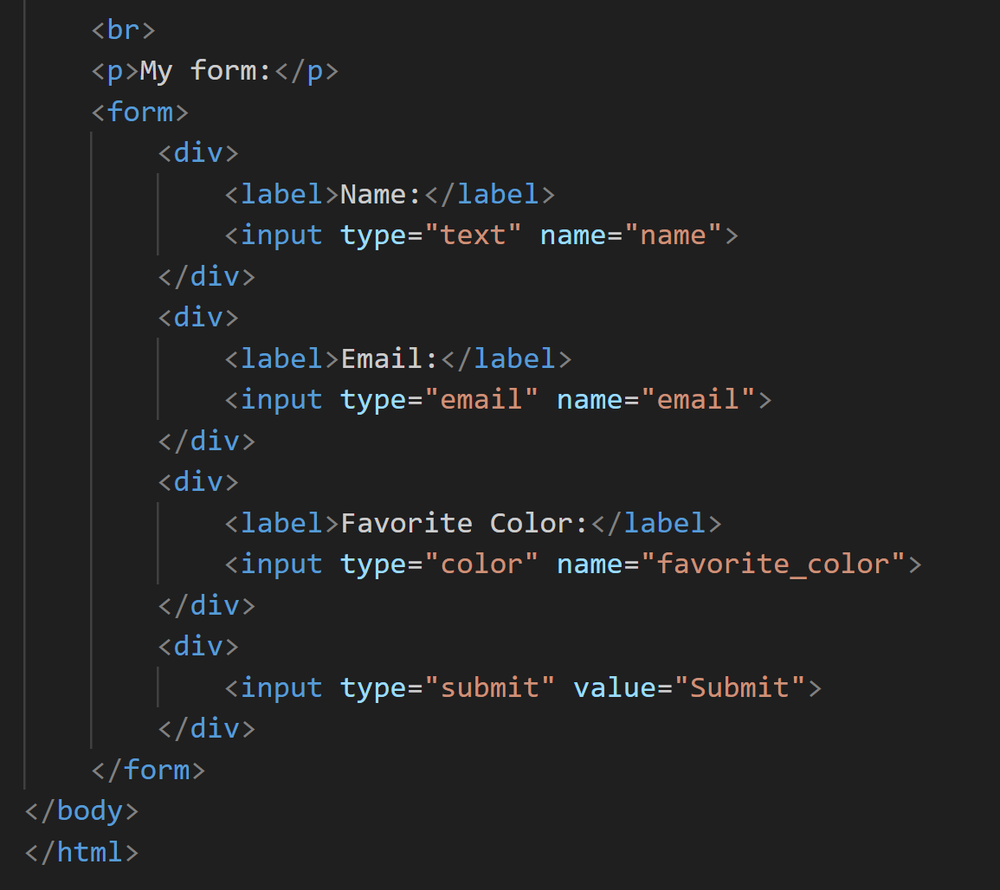 <br>
<p>My form:</p>
<form>
<div>
<label>Name:</label>
<input type="text" name="name">
</div>
<div>
<label>Email:</label>
<input type="email" name="email">
</div>
<div>
<label>Favorite Color:</label>
<input type="color" name="favorite_color">
</div>
<div>
<input type="submit" value="Submit">
</div>
</form>
</body>
</html>